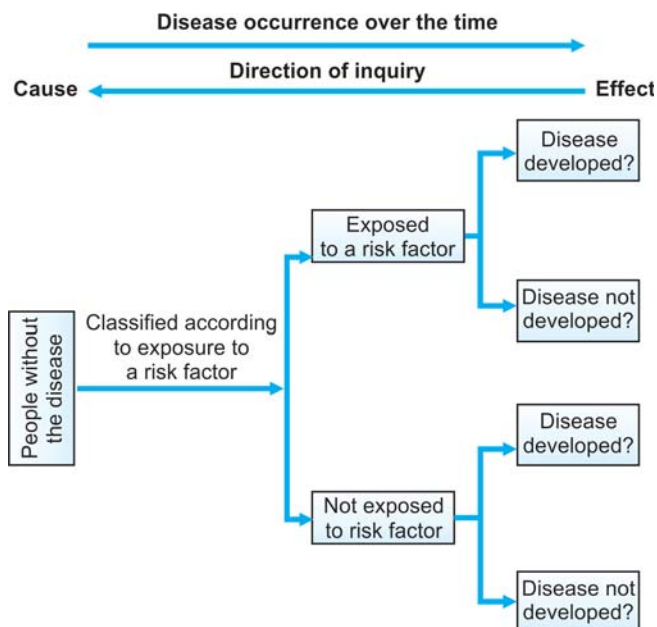 Disease occurrence over the time
Direction of inquiry
Cause
Effect
Disease
developed?
Exposed
to a risk factor
Disease not
developed?
People without
the disease
Classified according
to exposure to
a risk factor
Disease
developed?
Not exposed
to risk factor
Disease not
developed?